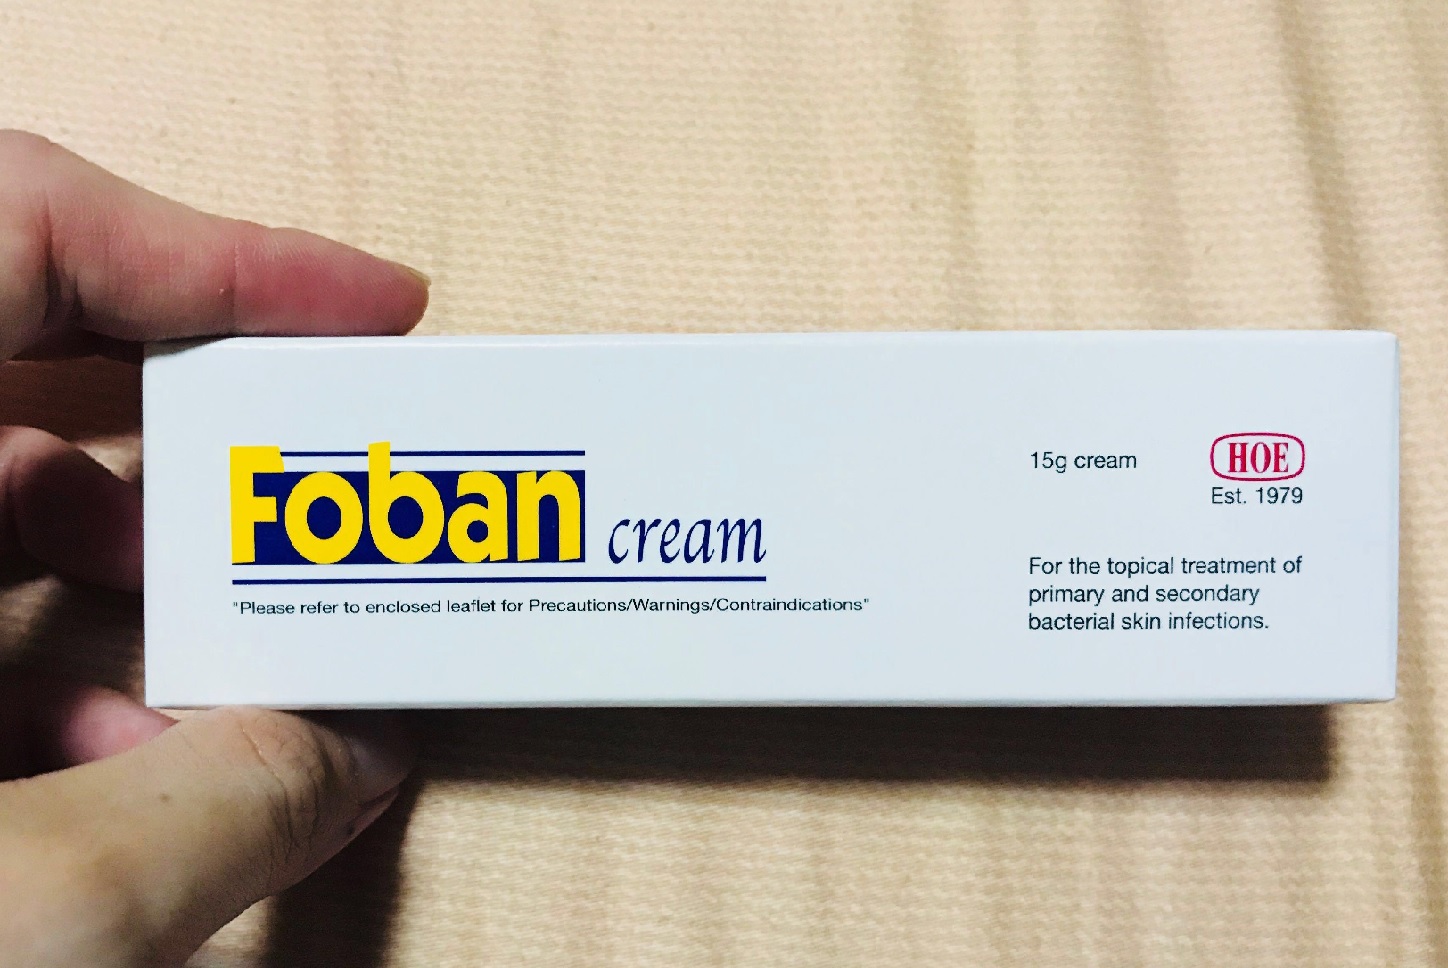 Foban cream
"Please refer to enclosed leaflet for Precautions/Warnings/Contraindications"
15g cream
HOE
Est. 1979
For the topical treatment of
primary and secondary
bacterial skin infections.